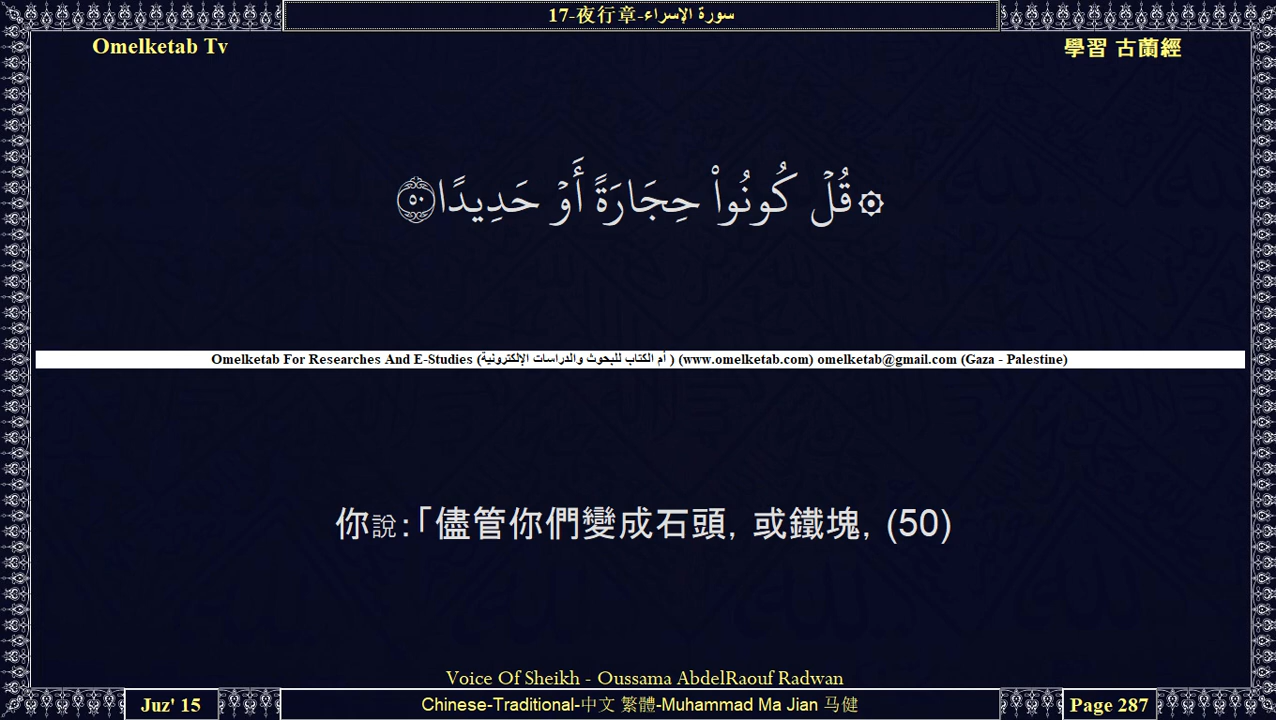 17-夜行章-سورة الإسراء
Omelketab Tv
學習 古蘭經
۞قُلۡ كُونُواْ حِجَارَةً أَوۡ حَدِيدًا ٥٠
Omelketab For Researches And E-Studies (أم الكتاب للبحوث والدراسات الإلكترونية ) (www.omelketab.com) omelketab@gmail.com (Gaza - Palestine)
你說:「儘管你們變成石頭, 或鐵塊, (50)
Voice Of Sheikh - Oussama AbdelRaouf Radwan
Juz' 15
Chinese-Traditional-中文 繁體-Muhammad Ma Jian 马健
Page 287